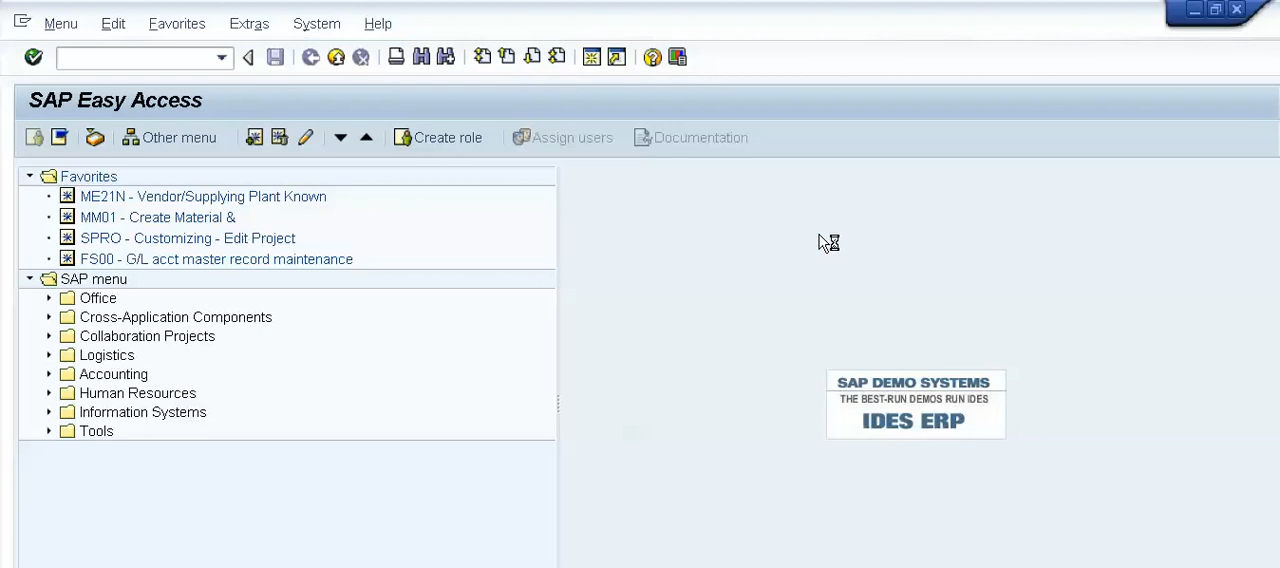 Menu Edit Favorites Extras System Help
SAP Easy Access
Other menu Create role Assign users Documentation
Favorites
ME21N - Vendor/Supplying Plant Known
MM01 - Create Material &
SPRO - Customizing - Edit Project
FS00 - G/L acct master record maintenance
SAP menu
Office
Cross-Application Components
Collaboration Projects
Logistics
Accounting
Human Resources
Information Systems
Tools
SAP DEMO SYSTEMS
THE BEST-RUN DEMOS RUN IDES
IDES ERP